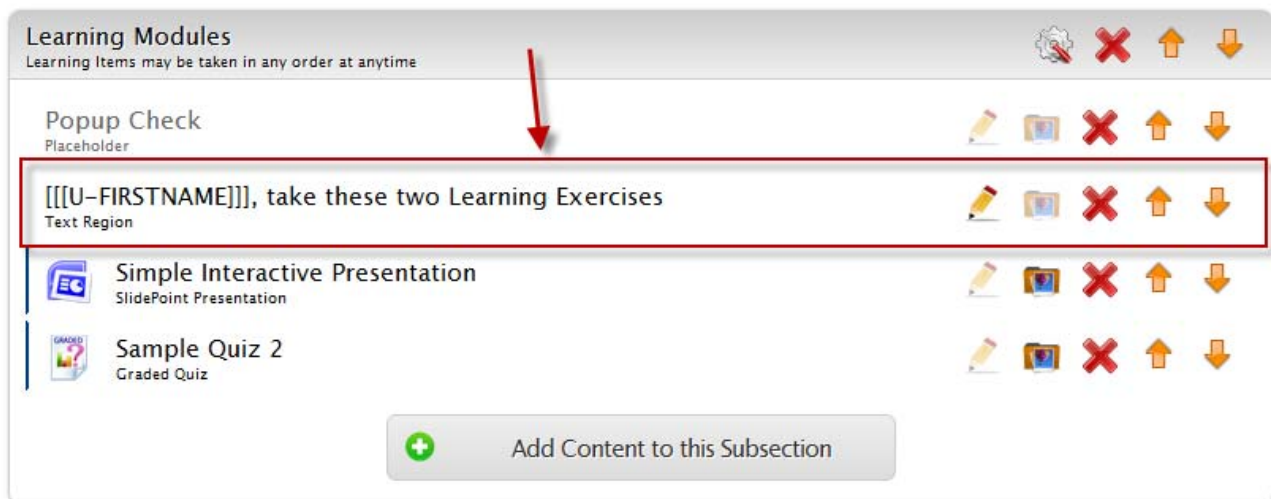 Learning Modules
Learning Items may be taken in any order at anytime
Popup Check
Placeholder
[[[U-FIRSTNAME]]], take these two Learning Exercises
Text Region
Simple Interactive Presentation
SlidePoint Presentation
GRADED
Sample Quiz 2
Graded Quiz
Add Content to this Subsection